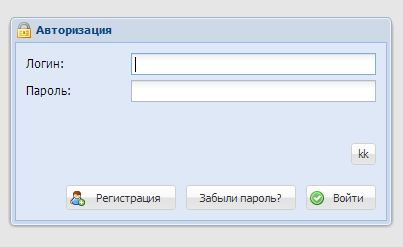 Авторизация
Логин:
Пароль:
kk
Регистрация Забыли пароль? Войти